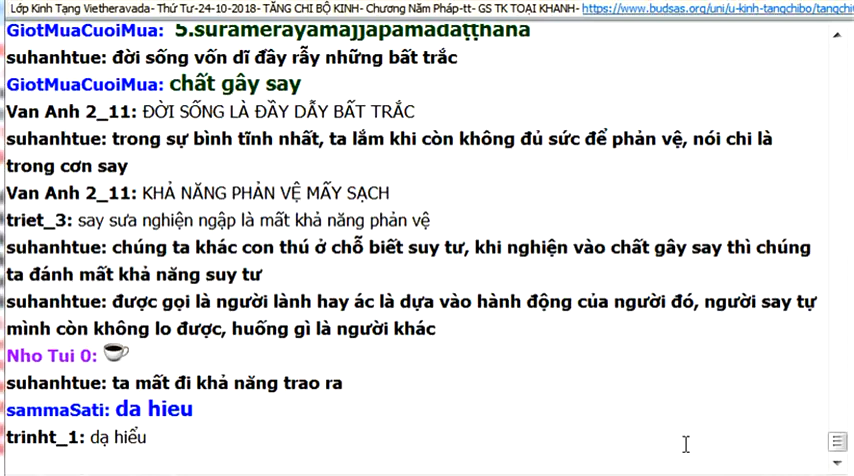 Lớp Kinh Tạng Vietheravada- Thứ Tư-24-10-2018- TĂNG CHI BỘ KINH- Chương Năm Pháp-tt- GS TK TOẠI KHANH- https://www.budsas.org/uni/u-kinh-tangchibo/tangchi
GiotMuaCuoiMua: 5.surāmerayamajjapamādaṭṭhānā
suhanhtue: đời sống vốn dĩ đầy rẫy những bất trắc
GiotMuaCuoiMua: chất gây say
Van Anh 2_11: ĐỜI SỐNG LÀ ĐẦY DẪY BẤT TRẮC
suhanhtue: trong sự bình tĩnh nhất, ta lắm khi còn không đủ sức để phản vệ, nói chi là
trong cơn say
Van Anh 2_11: KHẢ NĂNG PHẢN VỆ MẤY SẠCH
triet_3: say sưa nghiện ngập là mất khả năng phản vệ
suhanhtue: chúng ta khác con thú ở chỗ biết suy tư, khi nghiện vào chất gây say thì chúng
ta đánh mất khả năng suy tư
suhanhtue: được gọi là người lành hay ác là dựa vào hành động của người đó, người say tự
mình còn không lo được, huống gì là người khác
Nho Tui 0:
suhanhtue: ta mất đi khả năng trao ra
sammaSati: da hieu
trinht_1: dạ hiểu